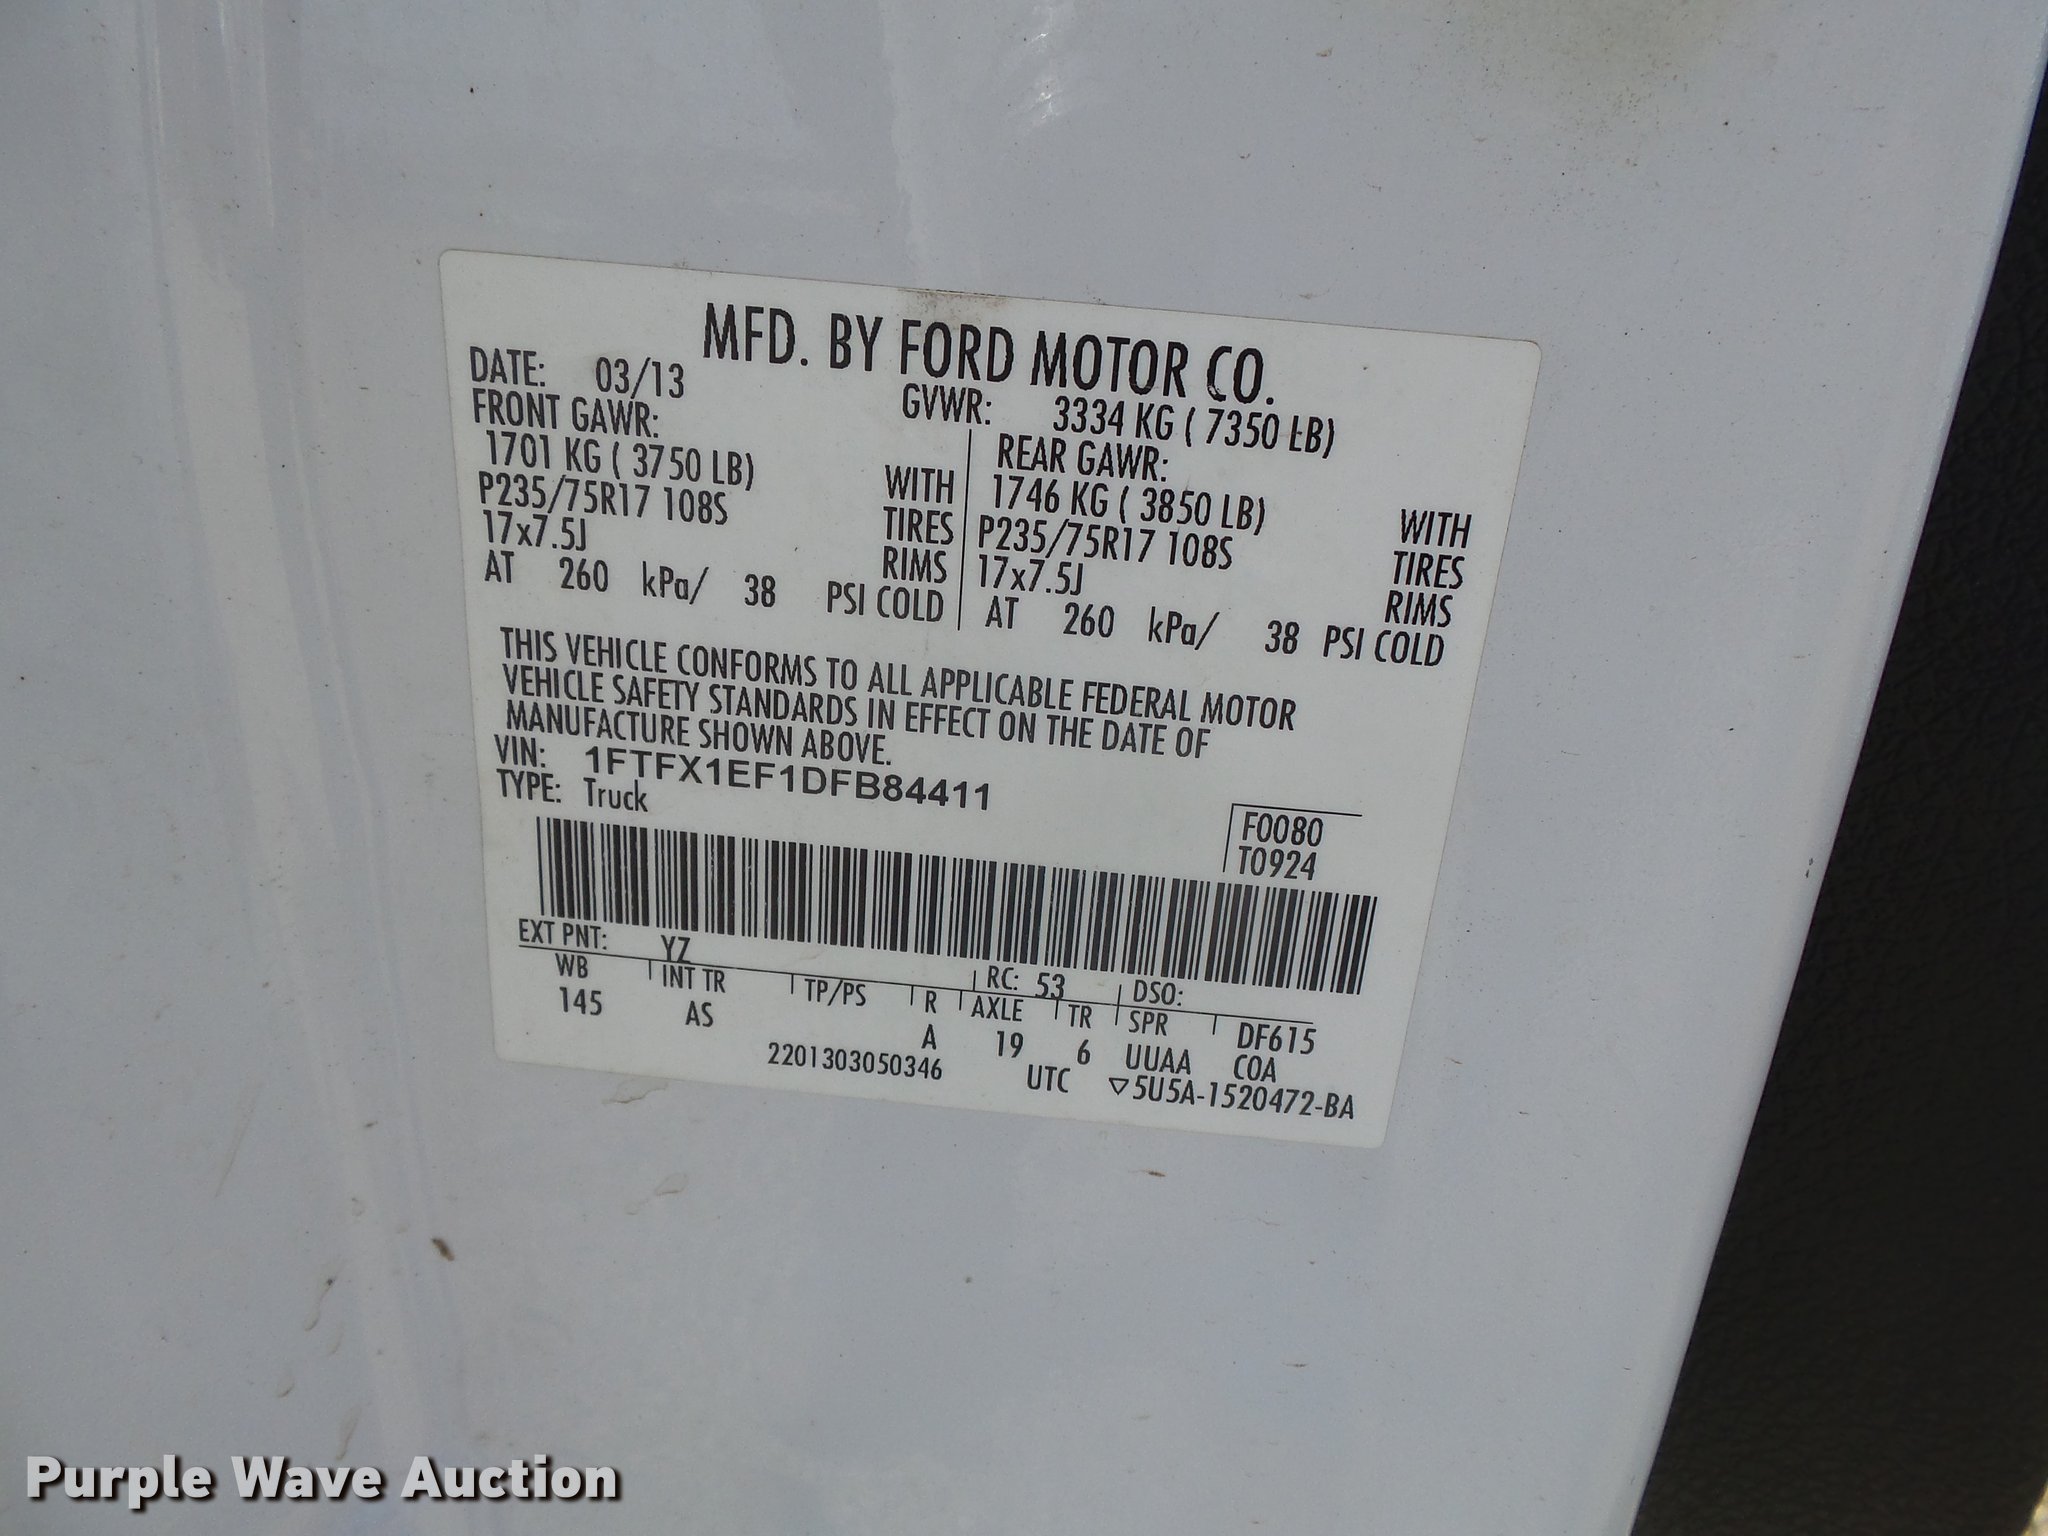 MFD. BY FORD MOTOR CO.
DATE: 03/13 GVWR: 3334 KG ( 7350 LB)
FRONT GAWR: REAR GAWR:
1701 KG ( 3750 LB) WITH 1746 KG ( 3850 LB) WITH
P235/75R17 108S TIRES P235/75R17 108S TIRES
17x7.5J RIMS 17x7.5J RIMS
AT 260 kPa/ 38 PSI COLD AT 260 kPa/ 38 PSI COLD
THIS VEHICLE CONFORMS TO ALL APPLICABLE FEDERAL MOTOR
VEHICLE SAFETY STANDARDS IN EFFECT ON THE DATE OF
MANUFACTURE SHOWN ABOVE.
VIN: 1FTFX1EF1DFB84411
TYPE: Truck
F0080
T0924
EXT PNT: YZ RC: 53 DSO:
WB INT TR TP/PS R AXLE TR SPR DF615
145 AS A 19 6 UUAA COA
2201303050346 UTC ▽5U5A-1520472-BA
Purple Wave Auction